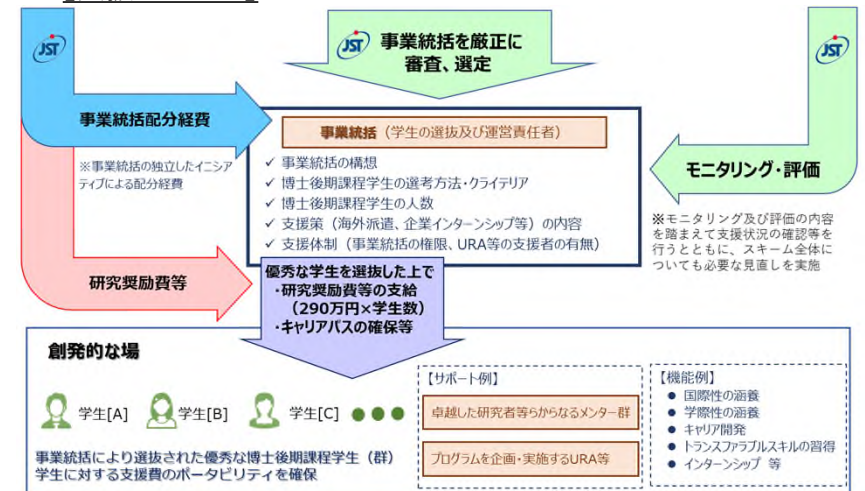 JST
JST
事業統括を厳正に
審査、選定
JST
事業統括配分経費
※事業統括の独立したイニシア
ティブによる配分経費
事業統括（学生の選抜及び運営責任者）
✓ 事業統括の構想
✓ 博士後期課程学生の選考方法・クライテリア
✓ 博士後期課程学生の人数
✓ 支援策（海外派遣、企業インターンシップ等）の内容
✓ 支援体制（事業統括の権限、URA等の支援者の有無）
モニタリング・評価
※モニタリング及び評価の内容
を踏まえて支援状況の確認等を
行うとともに、スキーム全体に
ついても必要な見直しを実施
研究奨励費等
優秀な学生を選抜した上で
・研究奨励費等の支給
（290万円×学生数）
・キャリアパスの確保等
創発的な場
学生[A]
学生[B]
学生[C]
事業統括により選抜された優秀な博士後期課程学生（群）
学生に対する支援費のポータビリティを確保
【サポート例】
卓越した研究者等らからなるメンター群
プログラムを企画・実施するURA等
【機能例】
● 国際性の涵養
● 学際性の涵養
● キャリア開発
● トランスファラブルスキルの習得
● インターンシップ 等